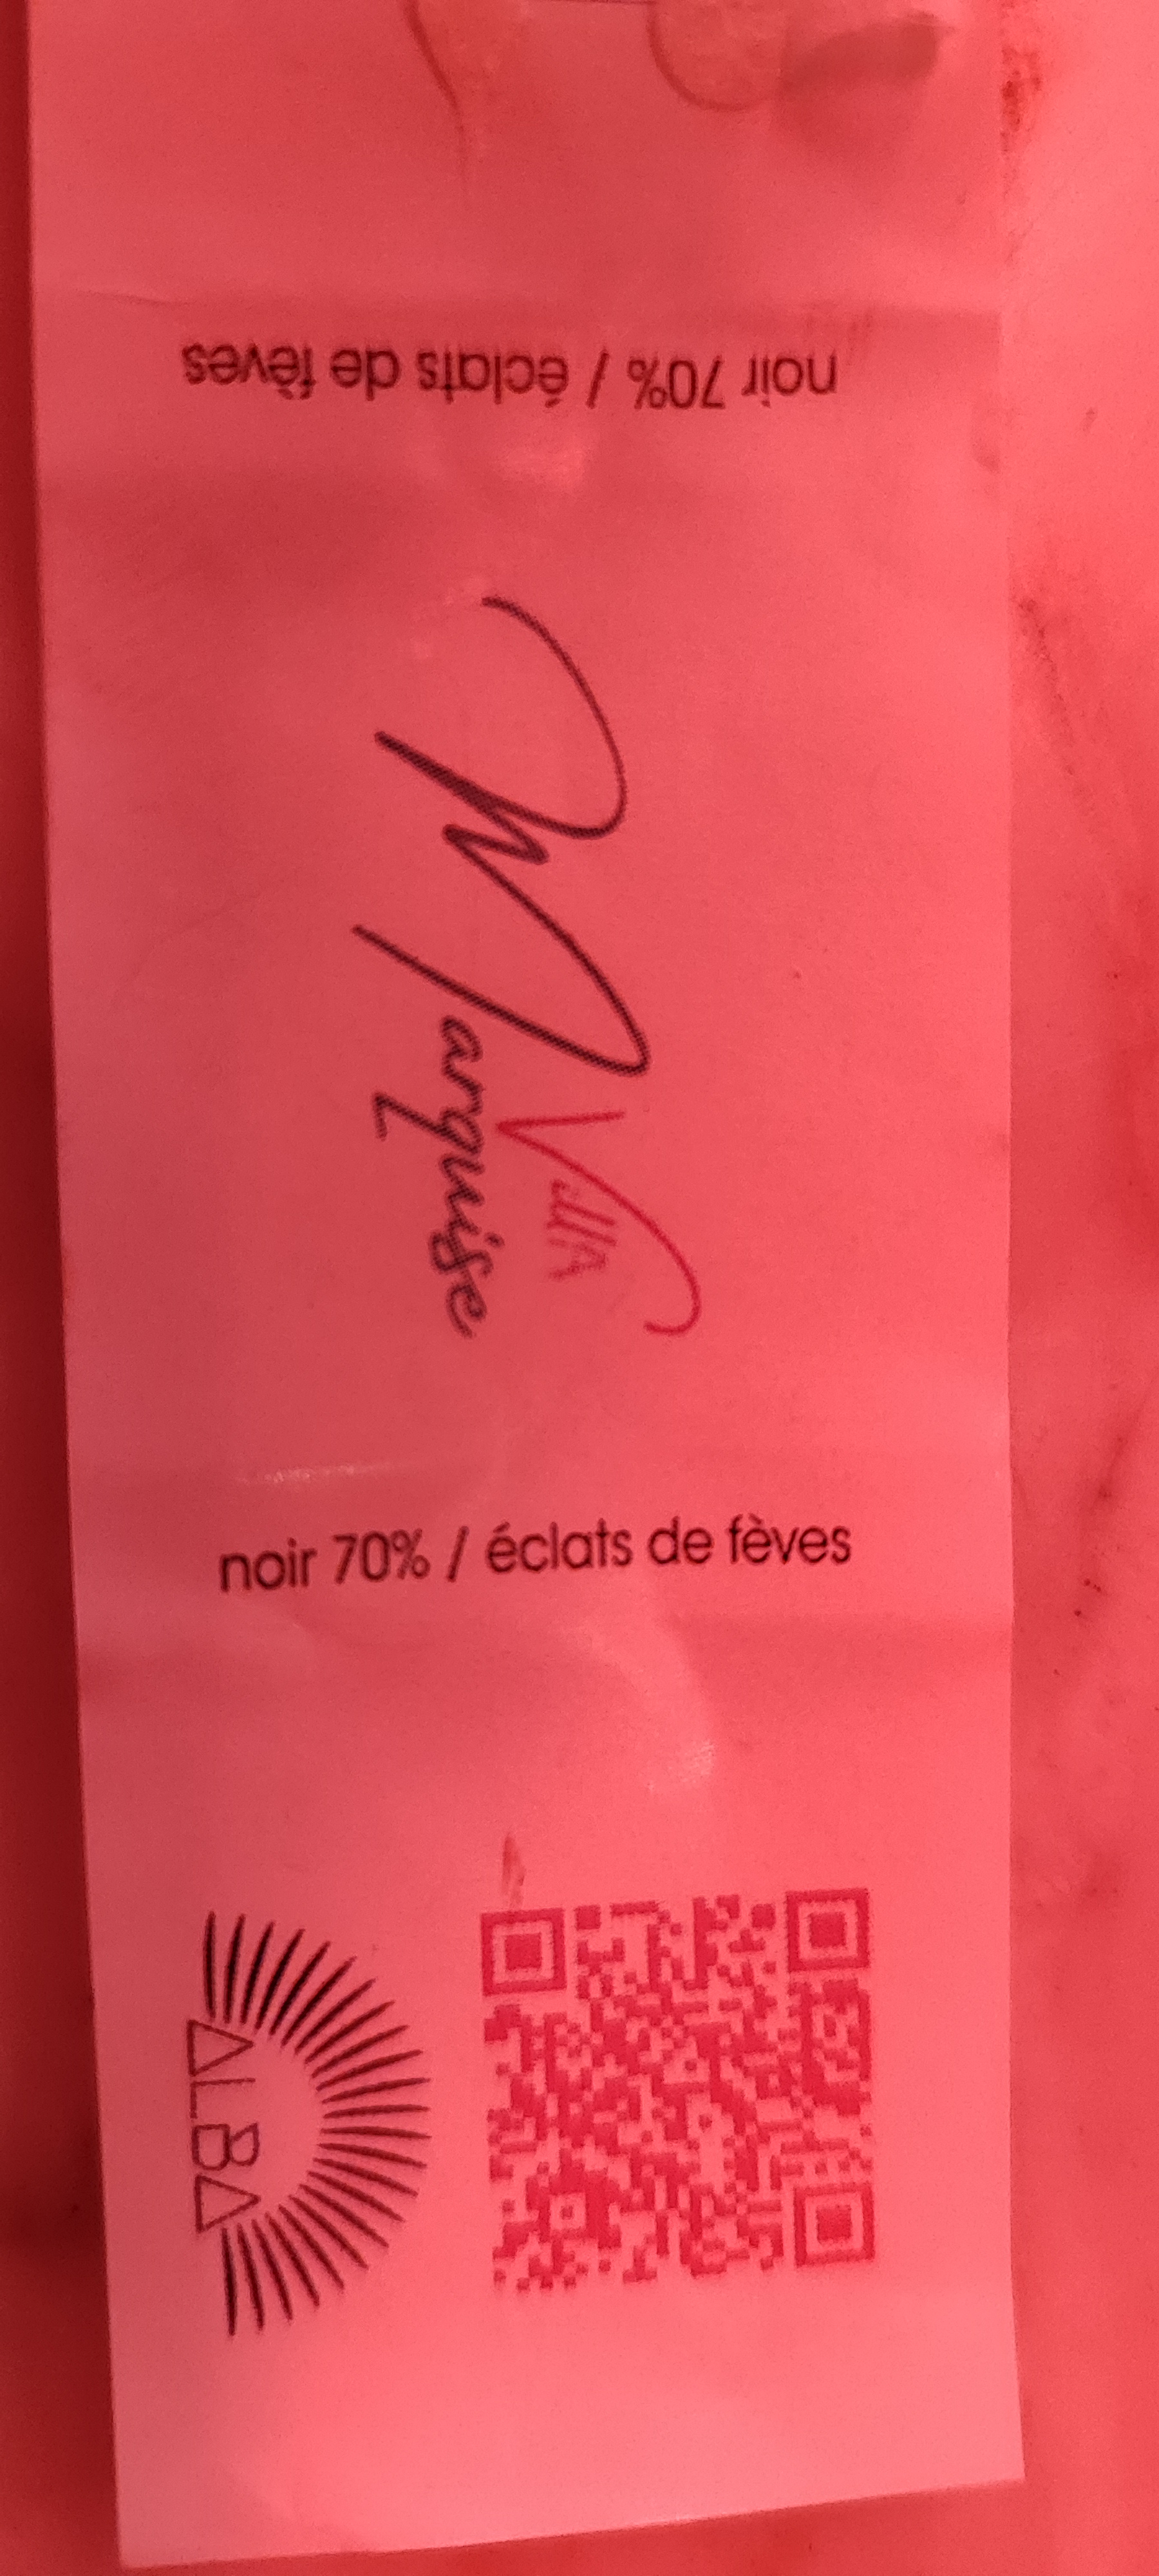 noir 70% / éclats de fèves
Villa
Marquise
noir 70% / éclats de fèves
ALBA